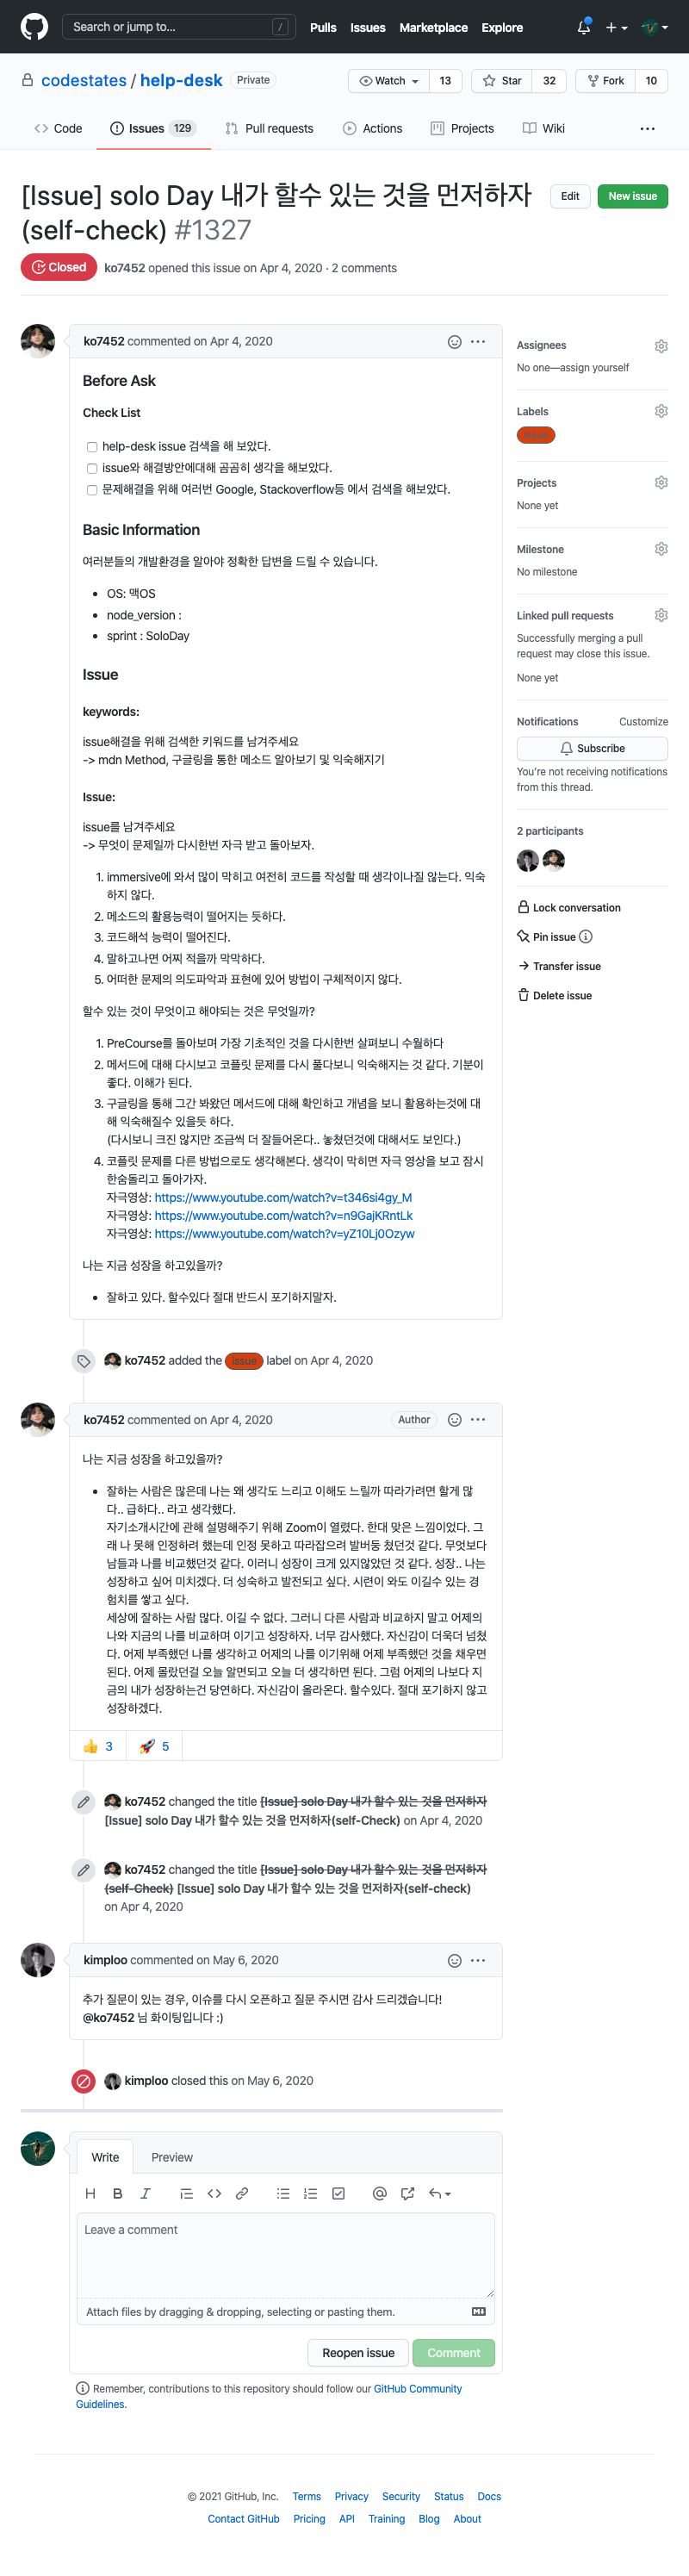 Search or jump to... /
Pulls Issues Marketplace Explore
codestates / help-desk Private
Watch 13 Star 32 Fork 10
Code Issues 129 Pull requests Actions Projects Wiki
[Issue] solo Day 내가 할수 있는 것을 먼저하자
(self-check) #1327
Edit New issue
Closed ko7452 opened this issue on Apr 4, 2020 · 2 comments
ko7452 commented on Apr 4, 2020
Before Ask
Check List
help-desk issue 검색을 해 보았다.
issue와 해결방안에대해 곰곰히 생각을 해보았다.
문제해결을 위해 여러번 Google, Stackoverflow등 에서 검색을 해보았다.
Basic Information
여러분들의 개발환경을 알아야 정확한 답변을 드릴 수 있습니다.
• OS: 맥OS
• node_version :
• sprint : SoloDay
Issue
keywords:
issue해결을 위해 검색한 키워드를 남겨주세요
-> mdn Method, 구글링을 통한 메소드 알아보기 및 익숙해지기
Issue:
issue를 남겨주세요
-> 무엇이 문제일까 다시한번 자극 받고 돌아보자.
1. immersive에 와서 많이 막히고 여전히 코드를 작성할 때 생각이나질 않는다. 익숙
하지 않다.
2. 메소드의 활용능력이 떨어지는 듯하다.
3. 코드해석 능력이 떨어진다.
4. 말하고나면 어찌 적을까 막막하다.
5. 어떠한 문제의 의도파악과 표현에 있어 방법이 구체적이지 않다.
할수 있는 것이 무엇이고 해야되는 것은 무엇일까?
1. PreCourse를 돌아보며 가장 기초적인 것을 다시한번 살펴보니 수월하다
2. 메서드에 대해 다시보고 코플릿 문제를 다시 풀다보니 익숙해지는 것 같다. 기분이
좋다. 이해가 된다.
3. 구글링을 통해 그간 봐왔던 메서드에 대해 확인하고 개념을 보니 활용하는것에 대
해 익숙해질수 있을듯 하다.
(다시보니 크진 않지만 조금씩 더 잘들어온다.. 놓쳤던것에 대해서도 보인다.)
4. 코플릿 문제를 다른 방법으로도 생각해본다. 생각이 막히면 자극 영상을 보고 잠시
한숨돌리고 돌아가자.
자극영상: https://www.youtube.com/watch?v=t346si4gy_M
자극영상: https://www.youtube.com/watch?v=n9GajKRntLk
자극영상: https://www.youtube.com/watch?v=yZ10Lj0Ozyw
나는 지금 성장을 하고있을까?
• 잘하고 있다. 할수있다 절대 반드시 포기하지말자.
Assignees
No one—assign yourself
Labels
issue
Projects
None yet
Milestone
No milestone
Linked pull requests
Successfully merging a pull
request may close this issue.
None yet
Notifications Customize
Subscribe
You're not receiving notifications
from this thread.
2 participants
Lock conversation
Pin issue
Transfer issue
Delete issue
ko7452 added the issue label on Apr 4, 2020
ko7452 commented on Apr 4, 2020 Author
나는 지금 성장을 하고있을까?
• 잘하는 사람은 많은데 나는 왜 생각도 느리고 이해도 느릴까 따라가려면 할게 많
다.. 급하다.. 라고 생각했다.
자기소개시간에 관해 설명해주기 위해 Zoom이 열렸다. 한대 맞은 느낌이었다. 그
래 나 못해 인정하려 했는데 인정 못하고 따라잡으려 발버둥 쳤던것 같다. 무엇보다
남들과 나를 비교했던것 같다. 이러니 성장이 크게 있지않았던 것 같다. 성장.. 나는
성장하고 싶어 미치겠다. 더 성숙하고 발전되고 싶다. 시련이 와도 이길수 있는 경
험치를 쌓고 싶다.
세상에 잘하는 사람 많다. 이길 수 없다. 그러니 다른 사람과 비교하지 말고 어제의
나와 지금의 나를 비교하며 이기고 성장하자. 너무 감사했다. 자신감이 더욱더 넘쳤
다. 어제 부족했던 나를 생각하고 어제의 나를 이기위해 어제 부족했던 것을 채우면
된다. 어제 몰랐던걸 오늘 알면되고 오늘 더 생각하면 된다. 그럼 어제의 나보다 지
금의 내가 성장하는건 당연하다. 자신감이 올라온다. 할수있다. 절대 포기하지 않고
성장하겠다.
👍 3 🚀 5
ko7452 changed the title [Issue] solo Day 내가 할수 있는 것을 먼저하자
[Issue] solo Day 내가 할수 있는 것을 먼저하자(self-Check) on Apr 4, 2020
ko7452 changed the title [Issue] solo Day 내가 할수 있는 것을 먼저하자
(self-Check) [Issue] solo Day 내가 할수 있는 것을 먼저하자(self-check)
on Apr 4, 2020
kimploo commented on May 6, 2020
추가 질문이 있는 경우, 이슈를 다시 오픈하고 질문 주시면 감사 드리겠습니다!
@ko7452 님 화이팅입니다 :)
kimploo closed this on May 6, 2020
Write Preview
Leave a comment
Attach files by dragging & dropping, selecting or pasting them.
Reopen issue Comment
Remember, contributions to this repository should follow our GitHub Community
Guidelines.
© 2021 GitHub, Inc. Terms Privacy Security Status Docs
Contact GitHub Pricing API Training Blog About